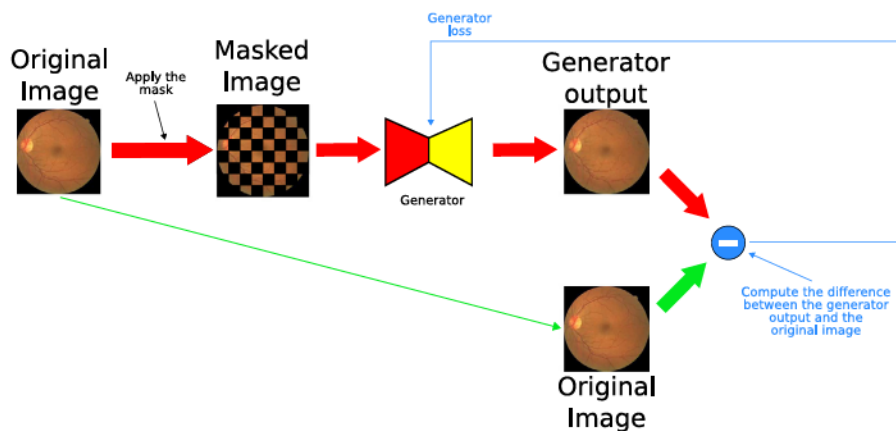 Original
Image
Apply the
mask
Masked
Image
Generator
loss
Generator
output
Generator
Compute the difference
between the generator
output and the
original image
Original
Image